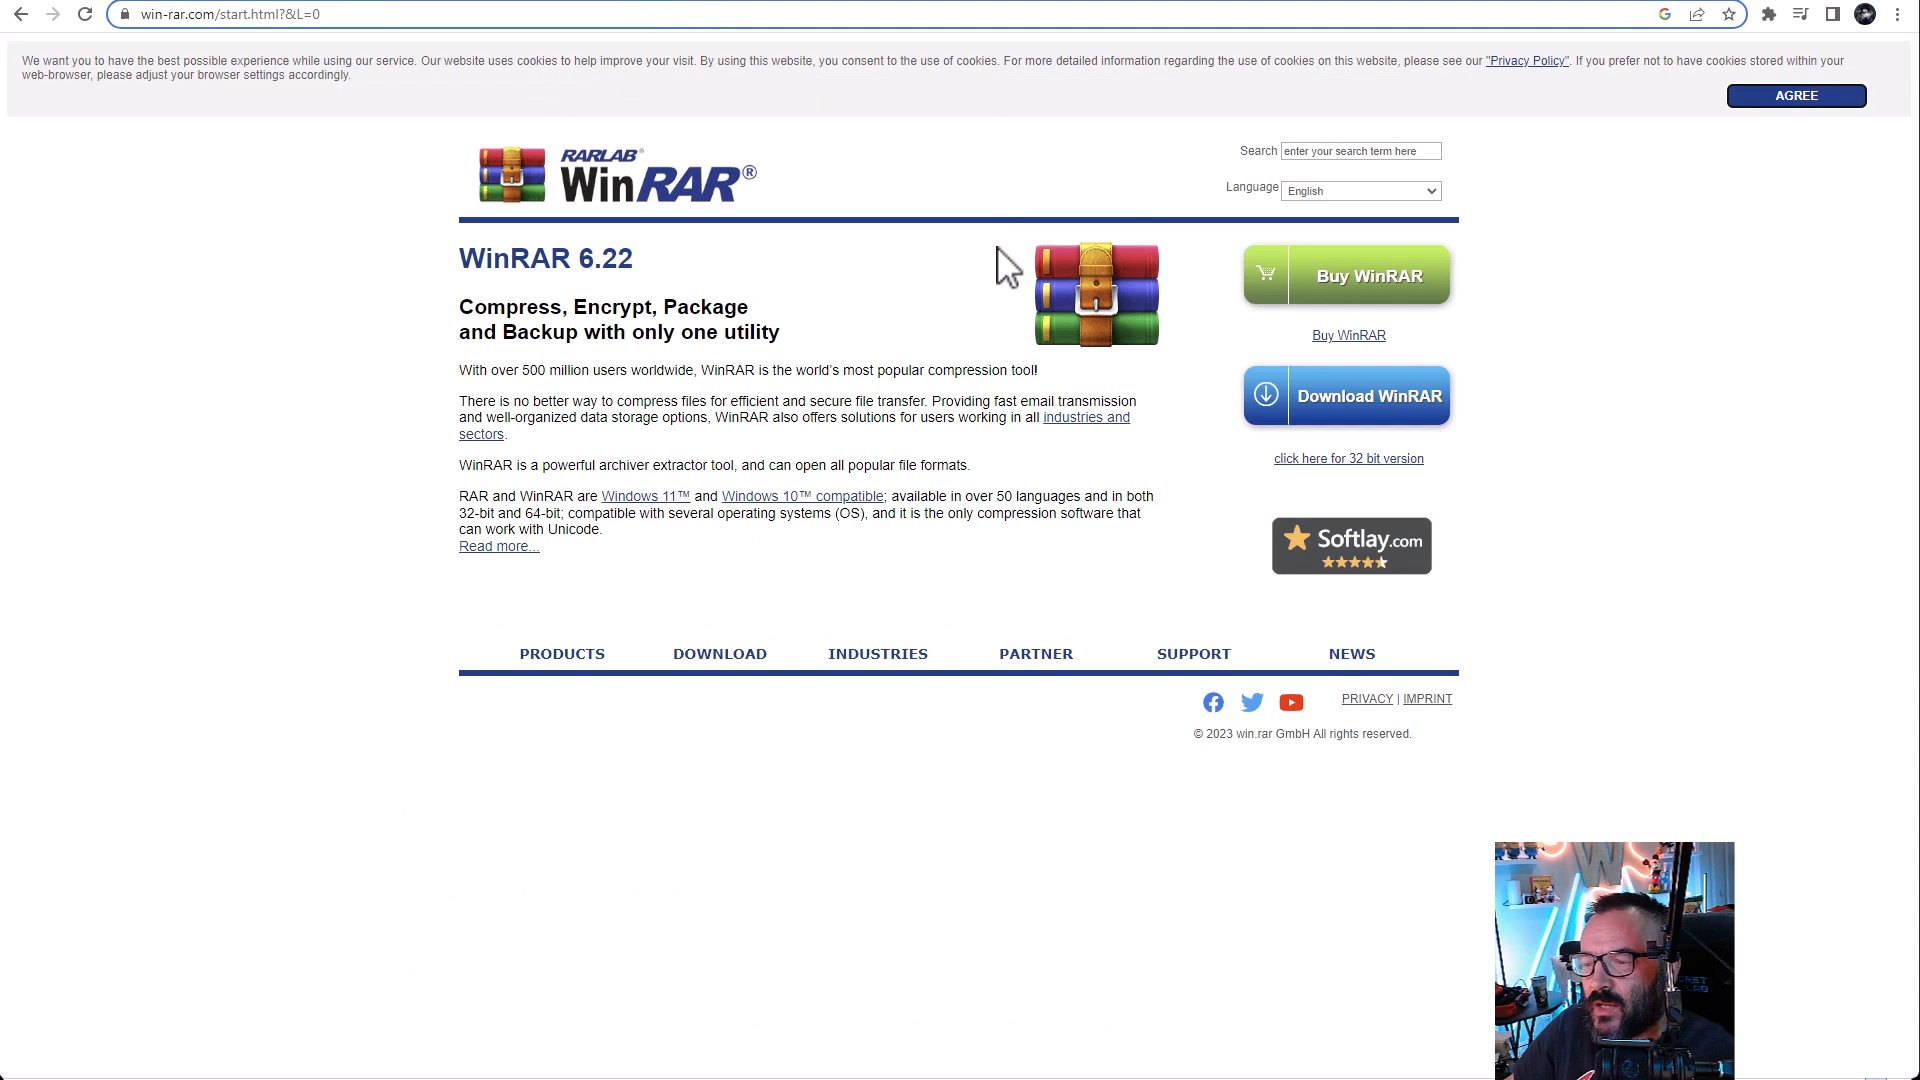 win-rar.com/start.html?&L=0
We want you to have the best possible experience while using our service. Our website uses cookies to help improve your visit. By using this website, you consent to the use of cookies. For more detailed information regarding the use of cookies on this website, please see our "Privacy Policy". If you prefer not to have cookies stored within your
web-browser, please adjust your browser settings accordingly.
AGREE
RARLAB®
WinRAR®
Search enter your search term here
Language English
WinRAR 6.22
Compress, Encrypt, Package
and Backup with only one utility
With over 500 million users worldwide, WinRAR is the world's most popular compression tool!
There is no better way to compress files for efficient and secure file transfer. Providing fast email transmission
and well-organized data storage options, WinRAR also offers solutions for users working in all industries and
sectors.
WinRAR is a powerful archiver extractor tool, and can open all popular file formats.
RAR and WinRAR are Windows 11™ and Windows 10™ compatible; available in over 50 languages and in both
32-bit and 64-bit; compatible with several operating systems (OS), and it is the only compression software that
can work with Unicode.
Read more...
Buy WinRAR
Buy WinRAR
Download WinRAR
click here for 32 bit version
Softlay.com
PRODUCTS DOWNLOAD INDUSTRIES PARTNER SUPPORT NEWS
PRIVACY | IMPRINT
© 2023 win.rar GmbH All rights reserved.